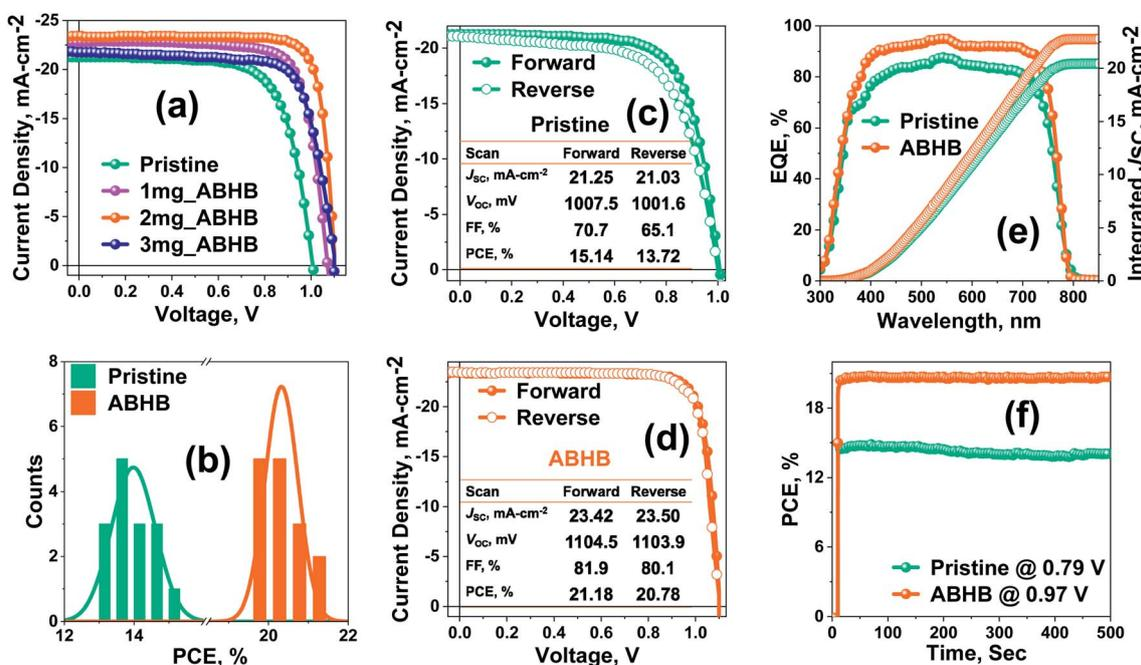 -25
-20
-15
-10
-5
0
Current Density, mA-cm-2
(a)
Pristine
1mg_ABHB
2mg_ABHB
3mg_ABHB
0.0 0.2 0.4 0.6 0.8 1.0
Voltage, V
-20
-15
-10
-5
0
Current Density, mA-cm-2
Forward
Reverse
(c)
Pristine
Scan Forward Reverse
JSC, mA-cm-2 21.25 21.03
VOC, mV 1007.5 1001.6
FF, % 70.7 65.1
PCE, % 15.14 13.72
0.0 0.2 0.4 0.6 0.8 1.0
Voltage, V
100
80
60
40
20
0
EQE, %
Pristine
ABHB
(e)
20
15
10
5
0
Integrated JSC, mA-cm-2
300 400 500 600 700 800
Wavelength, nm
8
6
4
2
0
Counts
Pristine
ABHB
(b)
12 14 20 22
PCE, %
-20
-15
-10
-5
0
Current Density, mA-cm-2
Forward
Reverse
(d)
ABHB
Scan Forward Reverse
JSC, mA-cm-2 23.42 23.50
VOC, mV 1104.5 1103.9
FF, % 81.9 80.1
PCE, % 21.18 20.78
0.0 0.2 0.4 0.6 0.8 1.0
Voltage, V
18
12
6
0
PCE, %
(f)
Pristine @ 0.79 V
ABHB @ 0.97 V
0 100 200 300 400 500
Time, Sec